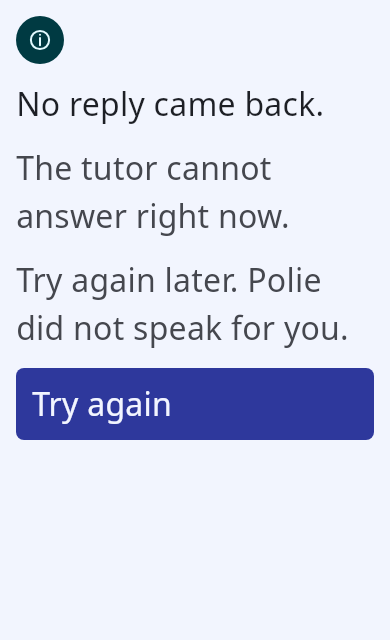 No reply came back.
The tutor cannot
answer right now.
Try again later. Polie
did not speak for you.
Try again